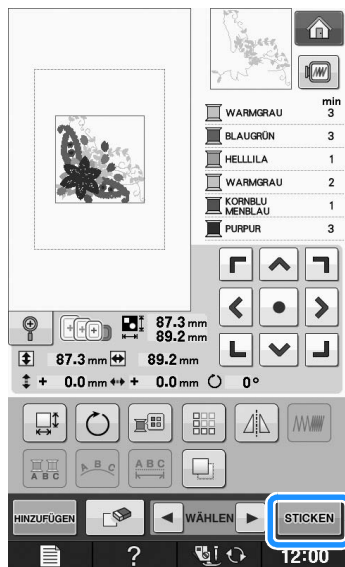 min
WARMGRAU 3
BLAUGRÜN 3
HELLLILA 1
WARMGRAU 2
KORNBLU
MENBLAU 1
PURPUR 3
87.3 mm
89.2 mm
87.3 mm 89.2 mm
+ 0.0 mm + 0.0 mm 0°
A B C A B C A B C
HINZUFÜGEN WÄHLEN STICKEN
? 12:00